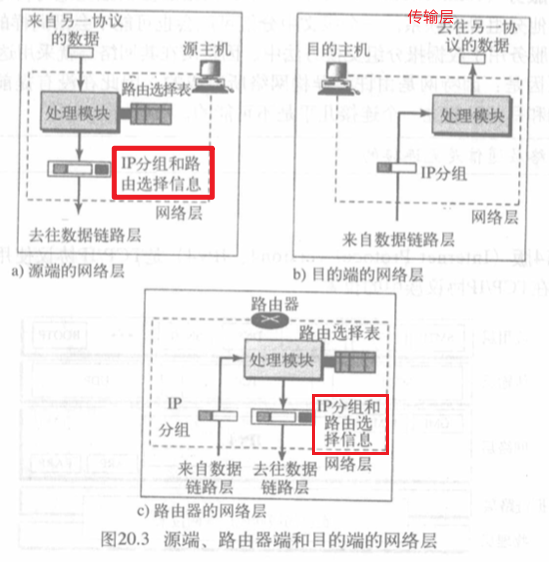 传输层
来自另一协议
的数据
源主机
路由选择表
处理模块
IP分组和路
由选择信息
网络层
去往数据链路层
a) 源端的网络层
去往另一协
议的数据
目的主机
处理模块
IP分组
网络层
来自数据链路层
b) 目的端的网络层
路由器
路由选择表
处理模块
IP
分组
IP分组和
路由选
择信息
网络层
来自数据
链路层
去往数据
链路层
c) 路由器的网络层
图20.3 源端、路由器端和目的端的网络层